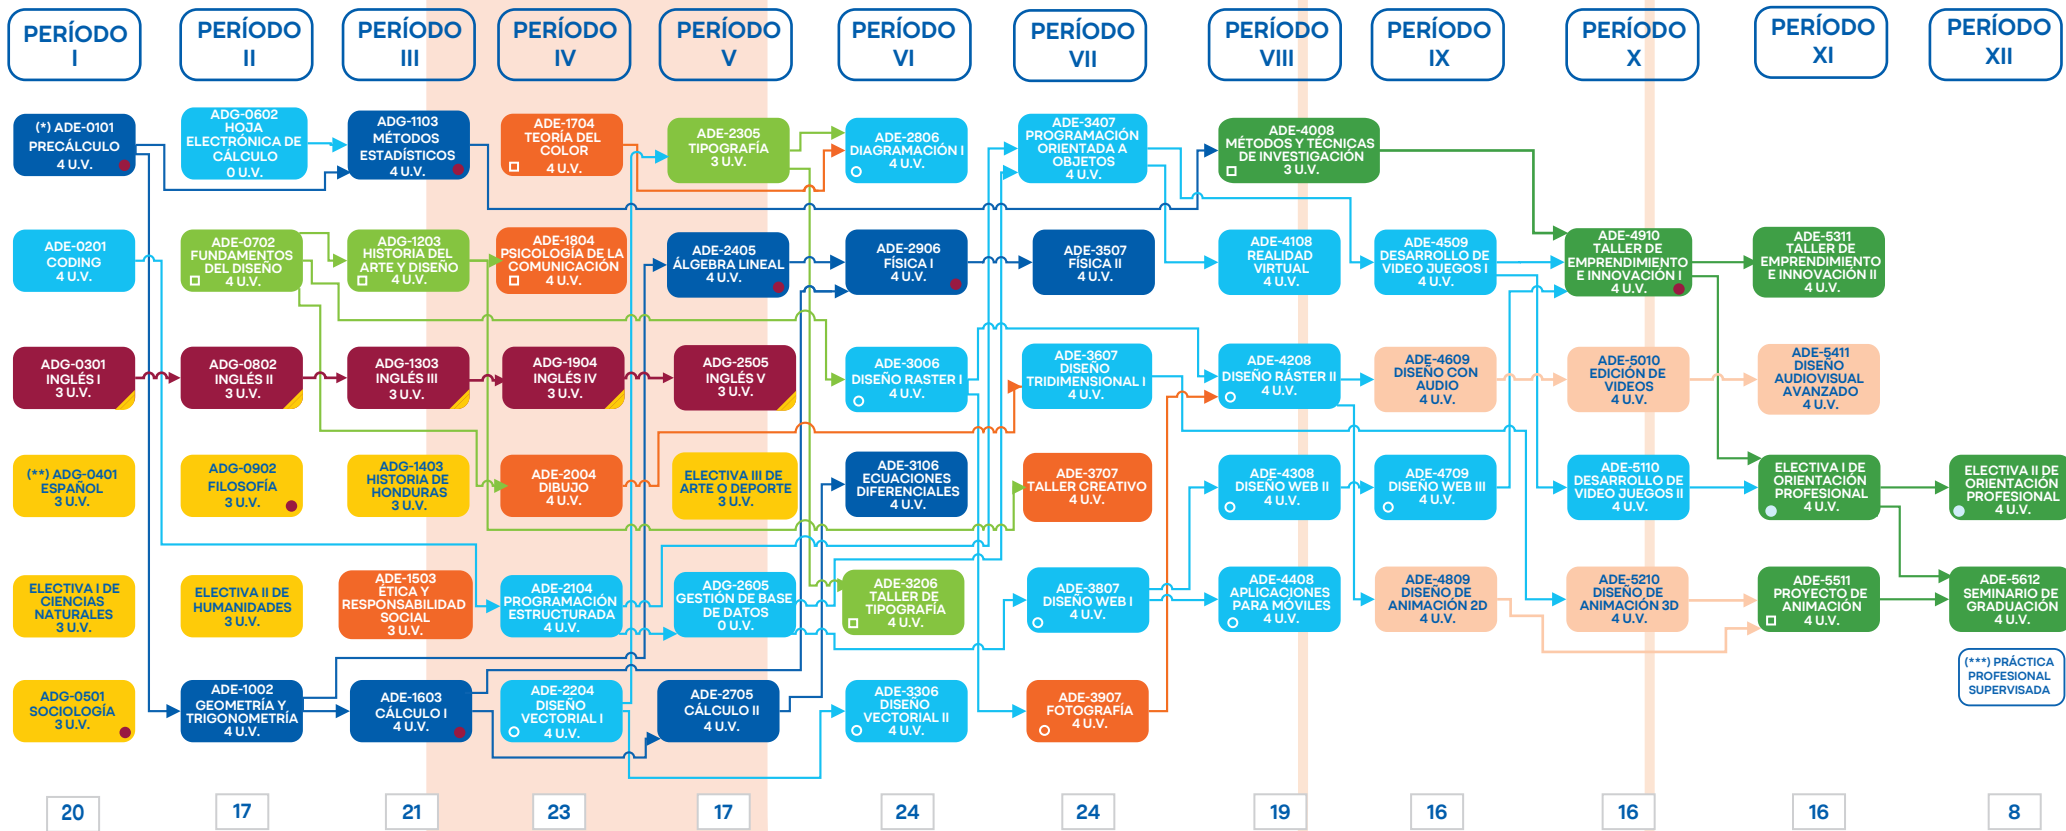 PERÍODO
I
PERÍODO
II
PERÍODO
III
PERÍODO
IV
PERÍODO
V
PERÍODO
VI
PERÍODO
VII
PERÍODO
VIII
PERÍODO
IX
PERÍODO
X
PERÍODO
XI
PERÍODO
XII
(*) ADE-0101
PRECÁLCULO
4 U.V.
ADG-0602
HOJA
ELECTRÓNICA DE
CÁLCULO
0 U.V.
ADG-1103
MÉTODOS
ESTADÍSTICOS
4 U.V.
ADE-1704
TEORÍA DEL
COLOR
4 U.V.
ADE-2305
TIPOGRAFÍA
3 U.V.
ADE-2806
DIAGRAMACIÓN I
4 U.V.
ADE-3407
PROGRAMACIÓN
ORIENTADA A
OBJETOS
4 U.V.
ADE-4008
MÉTODOS Y TÉCNICAS
DE INVESTIGACIÓN
3 U.V.
ADE-0201
CODING
4 U.V.
ADE-0702
FUNDAMENTOS
DEL DISEÑO
4 U.V.
ADG-1203
HISTORIA DEL
ARTE Y DISEÑO
4 U.V.
ADE-1804
PSICOLOGÍA DE LA
COMUNICACIÓN
4 U.V.
ADE-2405
ÁLGEBRA LINEAL
4 U.V.
ADE-2906
FÍSICA I
4 U.V.
ADE-3507
FÍSICA II
4 U.V.
ADE-4108
REALIDAD
VIRTUAL
4 U.V.
ADE-4509
DESARROLLO DE
VIDEO JUEGOS I
4 U.V.
ADE-4910
TALLER DE
EMPRENDIMIENTO
E INNOVACIÓN I
4 U.V.
ADE-5311
TALLER DE
EMPRENDIMIENTO
E INNOVACIÓN II
4 U.V.
ADG-0301
INGLÉS I
3 U.V.
ADG-0802
INGLÉS II
3 U.V.
ADG-1303
INGLÉS III
3 U.V.
ADG-1904
INGLÉS IV
3 U.V.
ADG-2505
INGLÉS V
3 U.V.
ADE-3006
DISEÑO RASTER I
4 U.V.
ADE-3607
DISEÑO
TRIDIMENSIONAL I
4 U.V.
ADE-4208
DISEÑO RÁSTER II
4 U.V.
ADE-4609
DISEÑO CON
AUDIO
4 U.V.
ADE-5010
EDICIÓN DE
VIDEOS
4 U.V.
ADE-5411
DISEÑO
AUDIOVISUAL
AVANZADO
4 U.V.
(**) ADG-0401
ESPAÑOL
3 U.V.
ADG-0902
FILOSOFÍA
3 U.V.
ADG-1403
HISTORIA DE
HONDURAS
3 U.V.
ADE-2004
DIBUJO
4 U.V.
ELECTIVA III DE
ARTE O DEPORTE
3 U.V.
ADE-3106
ECUACIONES
DIFERENCIALES
4 U.V.
ADE-3707
TALLER CREATIVO
4 U.V.
ADE-4308
DISEÑO WEB II
4 U.V.
ADE-4709
DISEÑO WEB III
4 U.V.
ADE-5110
DESARROLLO DE
VIDEO JUEGOS II
4 U.V.
ELECTIVA I DE
ORIENTACIÓN
PROFESIONAL
4 U.V.
ELECTIVA II DE
ORIENTACIÓN
PROFESIONAL
4 U.V.
ELECTIVA I DE
CIENCIAS
NATURALES
3 U.V.
ELECTIVA II DE
HUMANIDADES
3 U.V.
ADE-1503
ÉTICA Y
RESPONSABILIDAD
SOCIAL
3 U.V.
ADE-2104
PROGRAMACIÓN
ESTRUCTURADA
4 U.V.
ADG-2605
GESTIÓN DE BASE
DE DATOS
0 U.V.
ADE-3206
TALLER DE
TIPOGRAFÍA
4 U.V.
ADE-3807
DISEÑO WEB I
4 U.V.
ADE-4408
APLICACIONES
PARA MÓVILES
4 U.V.
ADE-4809
DISEÑO DE
ANIMACIÓN 2D
4 U.V.
ADE-5210
DISEÑO DE
ANIMACIÓN 3D
4 U.V.
ADE-5511
PROYECTO DE
ANIMACIÓN
4 U.V.
ADE-5612
SEMINARIO DE
GRADUACIÓN
4 U.V.
ADG-0501
SOCIOLOGÍA
3 U.V.
ADE-1002
GEOMETRÍA Y
TRIGONOMETRÍA
4 U.V.
ADE-1603
CÁLCULO I
4 U.V.
ADE-2204
DISEÑO
VECTORIAL I
4 U.V.
ADE-2705
CÁLCULO II
4 U.V.
ADE-3306
DISEÑO
VECTORIAL II
4 U.V.
ADE-3907
FOTOGRAFÍA
4 U.V.
(***) PRÁCTICA
PROFESIONAL
SUPERVISADA
20
17
21
23
17
24
24
19
16
16
16
8